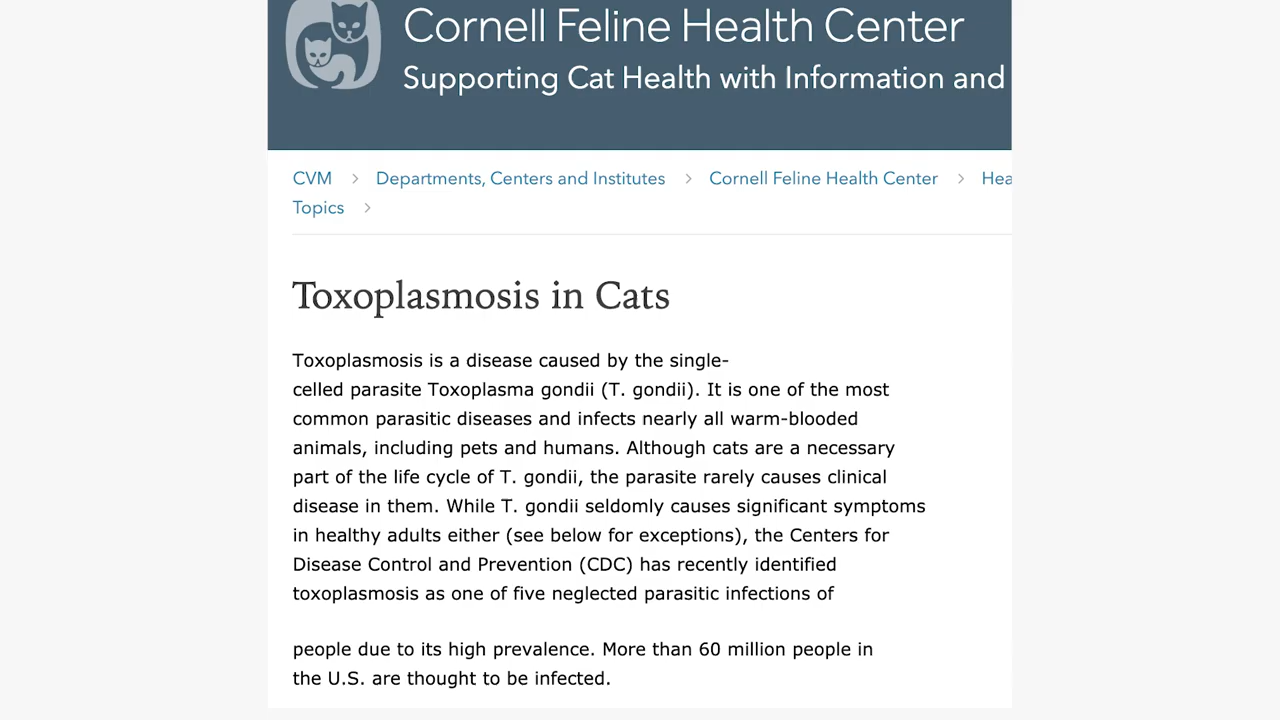 Cornell Feline Health Center
Supporting Cat Health with Information and
CVM > Departments, Centers and Institutes > Cornell Feline Health Center > Hea
Topics >
Toxoplasmosis in Cats
Toxoplasmosis is a disease caused by the single-
celled parasite Toxoplasma gondii (T. gondii). It is one of the most
common parasitic diseases and infects nearly all warm-blooded
animals, including pets and humans. Although cats are a necessary
part of the life cycle of T. gondii, the parasite rarely causes clinical
disease in them. While T. gondii seldomly causes significant symptoms
in healthy adults either (see below for exceptions), the Centers for
Disease Control and Prevention (CDC) has recently identified
toxoplasmosis as one of five neglected parasitic infections of
people due to its high prevalence. More than 60 million people in
the U.S. are thought to be infected.